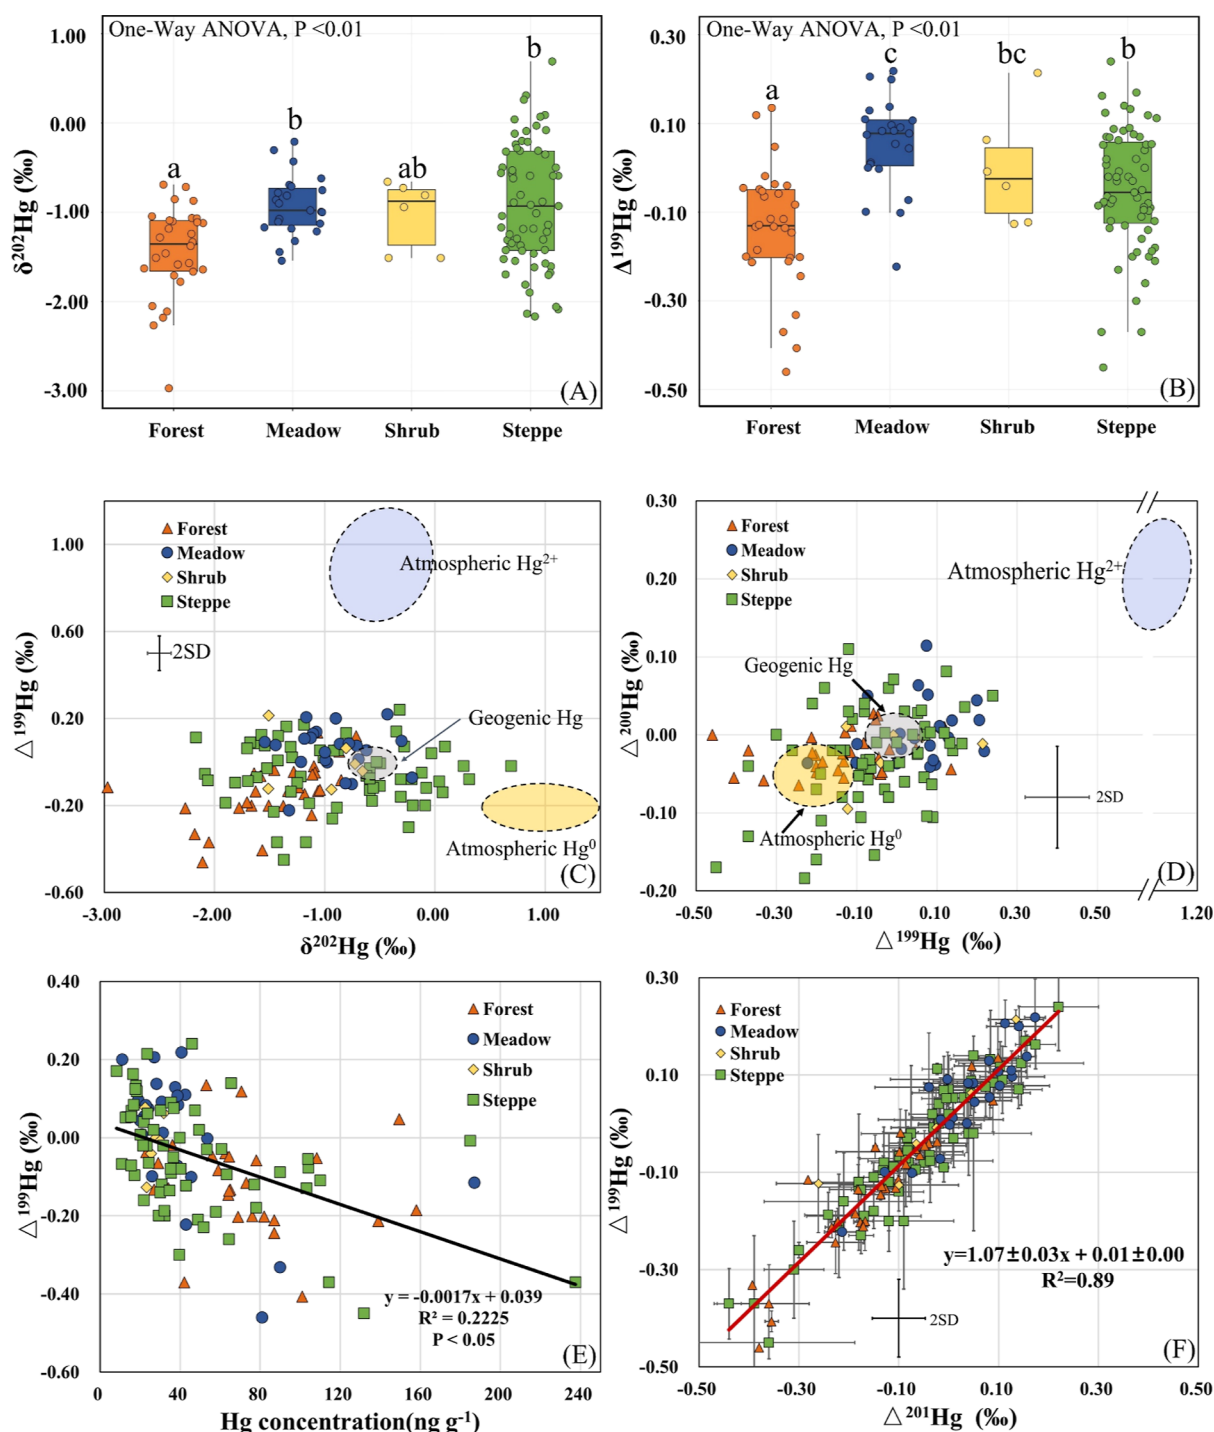 One-Way ANOVA, P <0.01
1.00
0.00
-1.00
-2.00
-3.00
δ²⁰²Hg (‰)
a
b
ab
b
(A)
Forest Meadow Shrub Steppe
One-Way ANOVA, P <0.01
0.30
0.10
-0.10
-0.30
-0.50
Δ¹⁹⁹Hg (‰)
a
c
bc
b
(B)
Forest Meadow Shrub Steppe
1.00
0.60
0.20
-0.20
-0.60
△¹⁹⁹Hg (‰)
Forest
Meadow
Shrub
Steppe
2SD
Atmospheric Hg²⁺
Geogenic Hg
Atmospheric Hg⁰
(C)
-3.00 -2.00 -1.00 0.00 1.00
δ²⁰²Hg (‰)
0.30
0.20
0.10
0.00
-0.10
-0.20
△²⁰⁰Hg (‰)
Forest
Meadow
Shrub
Steppe
Atmospheric Hg²⁺
Geogenic Hg
Atmospheric Hg⁰
2SD
(D)
-0.50 -0.30 -0.10 0.10 0.30 0.50 1.20
△¹⁹⁹Hg (‰)
0.40
0.20
0.00
-0.20
-0.40
-0.60
△¹⁹⁹Hg (‰)
Forest
Meadow
Shrub
Steppe
y = -0.0017x + 0.039
R² = 0.2225
P < 0.05
(E)
0 40 80 120 160 200 240
Hg concentration(ng g⁻¹)
0.30
0.10
-0.10
-0.30
-0.50
△¹⁹⁹Hg (‰)
Forest
Meadow
Shrub
Steppe
y=1.07±0.03x + 0.01±0.00
R²=0.89
2SD
(F)
-0.50 -0.30 -0.10 0.10 0.30 0.50
△²⁰¹Hg (‰)